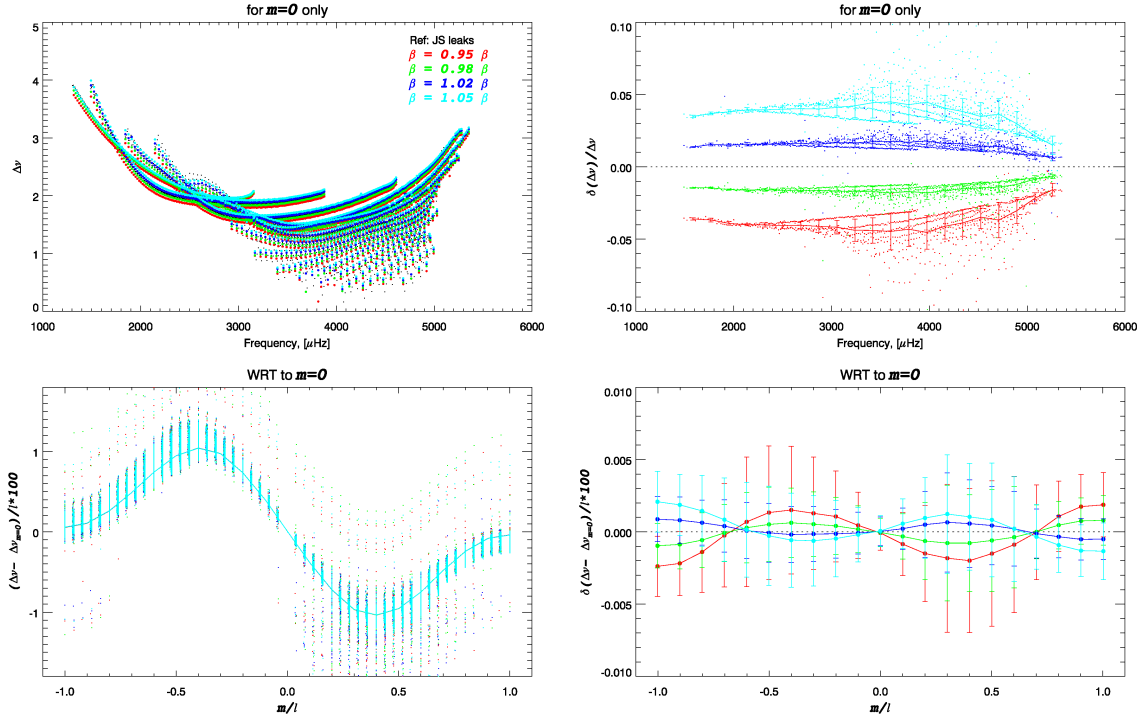 for m=0 only
5
4
3
2
1
0
Δν
1000
2000
3000
4000
5000
6000
Frequency, [μHz]
Ref: JS leaks
β = 0.95 β
β = 0.98 β
β = 1.02 β
β = 1.05 β
for m=0 only
0.10
0.05
0.00
-0.05
-0.10
δ(Δν)/Δν
1000
2000
3000
4000
5000
6000
Frequency, [μHz]
WRT to m=0
1
0
-1
(Δν- Δν_{m=0})/l*100
-1.0
-0.5
0.0
0.5
1.0
m/l
WRT to m=0
0.010
0.005
0.000
-0.005
-0.010
δ(Δν- Δν_{m=0})/l*100
-1.0
-0.5
0.0
0.5
1.0
m/l